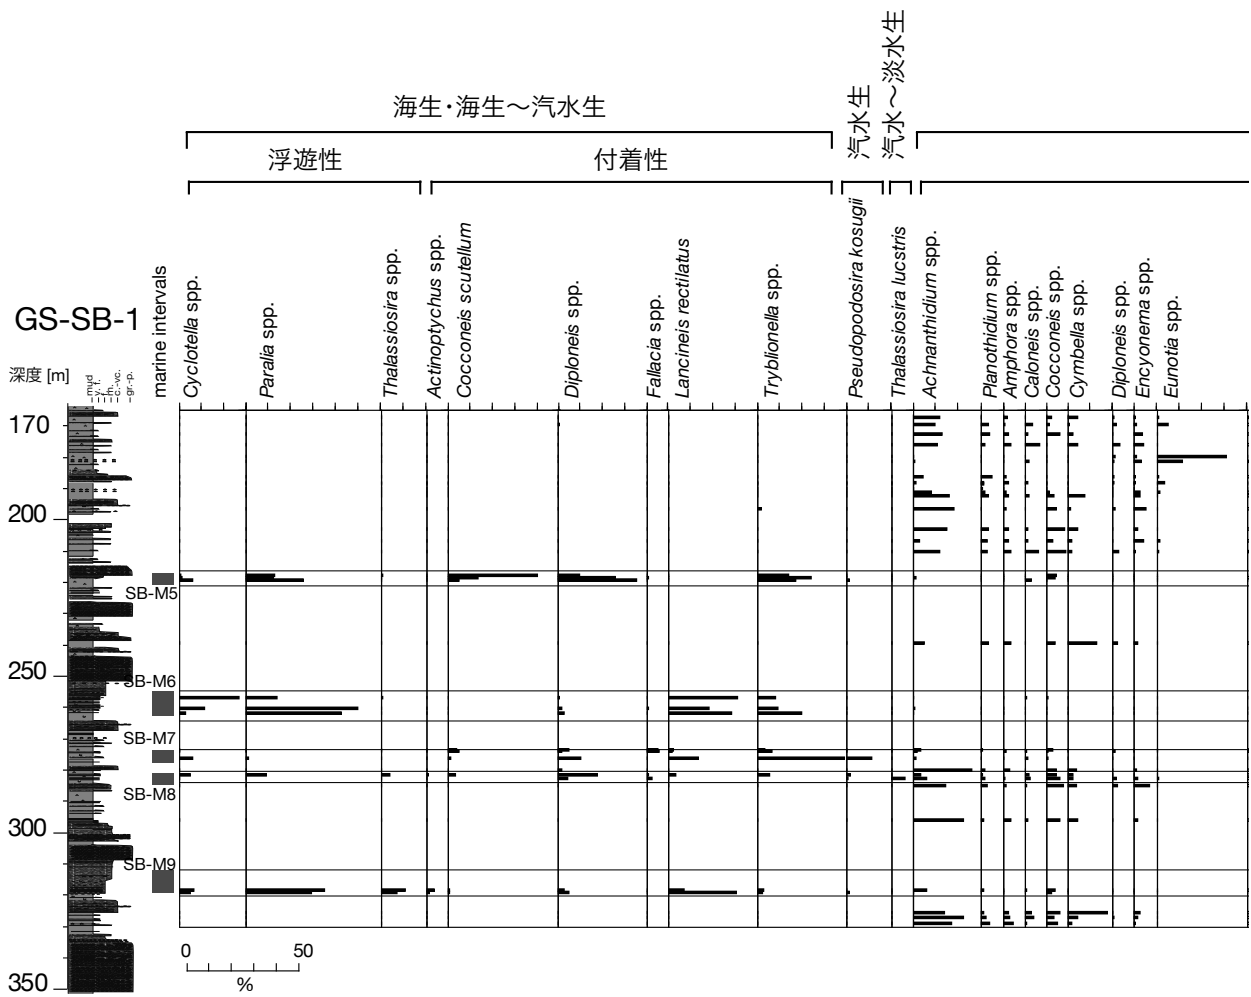 海生・海生～汽水生
汽水生
汽水～淡水生
浮遊性
付着性
GS-SB-1
深度 [m]
mud
v. f.
f.
m.
c.-vc.
gr.-p.
marine intervals
Cyclotella spp.
Paralia spp.
Thalassiosira spp.
Actinoptychus spp.
Cocconeis scutellum
Diploneis spp.
Fallacia spp.
Lancineis rectilatus
Tryblionella spp.
Pseudopodosira kosugii
Thalassiosira lucstris
Achnanthidium spp.
Planothidium spp.
Amphora spp.
Caloneis spp.
Cocconeis spp.
Cymbella spp.
Diploneis spp.
Encyonema spp.
Eunotia spp.
170
200
SB-M5
250
SB-M6
SB-M7
SB-M8
300
SB-M9
350
0 50
%